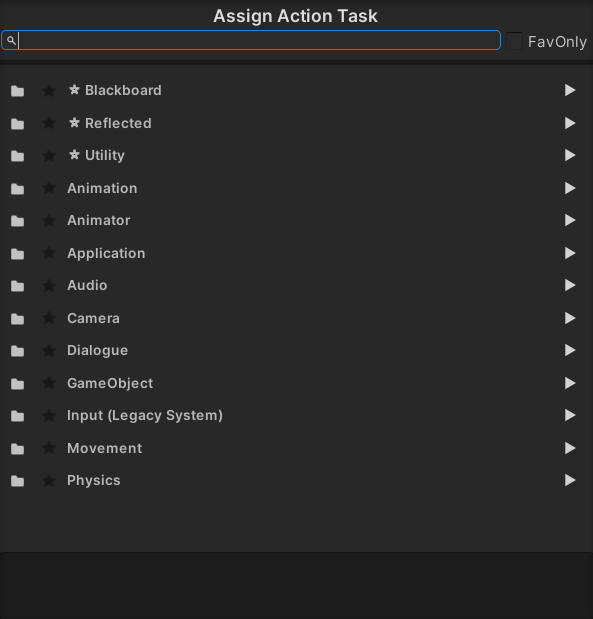 Assign Action Task
FavOnly
★ Blackboard
★ Reflected
★ Utility
Animation
Animator
Application
Audio
Camera
Dialogue
GameObject
Input (Legacy System)
Movement
Physics